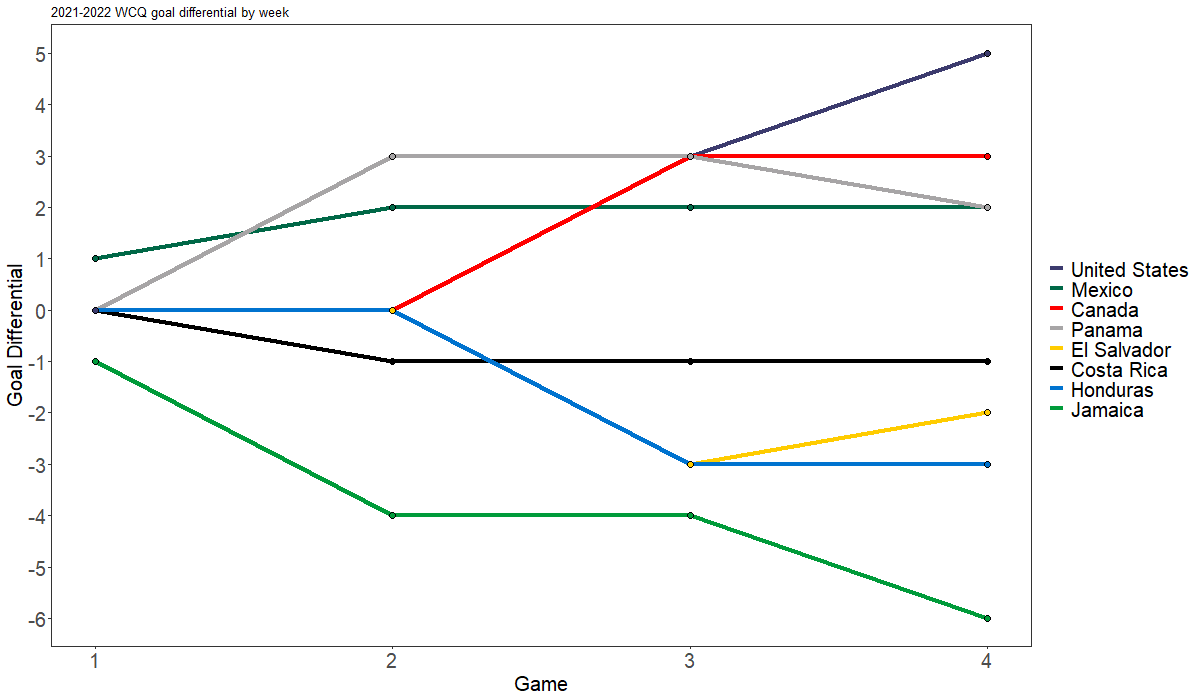 2021-2022 WCQ goal differential by week
Goal Differential
5
4
3
2
1
0
-1
-2
-3
-4
-5
-6
1
2
3
4
Game
United States
Mexico
Canada
Panama
El Salvador
Costa Rica
Honduras
Jamaica